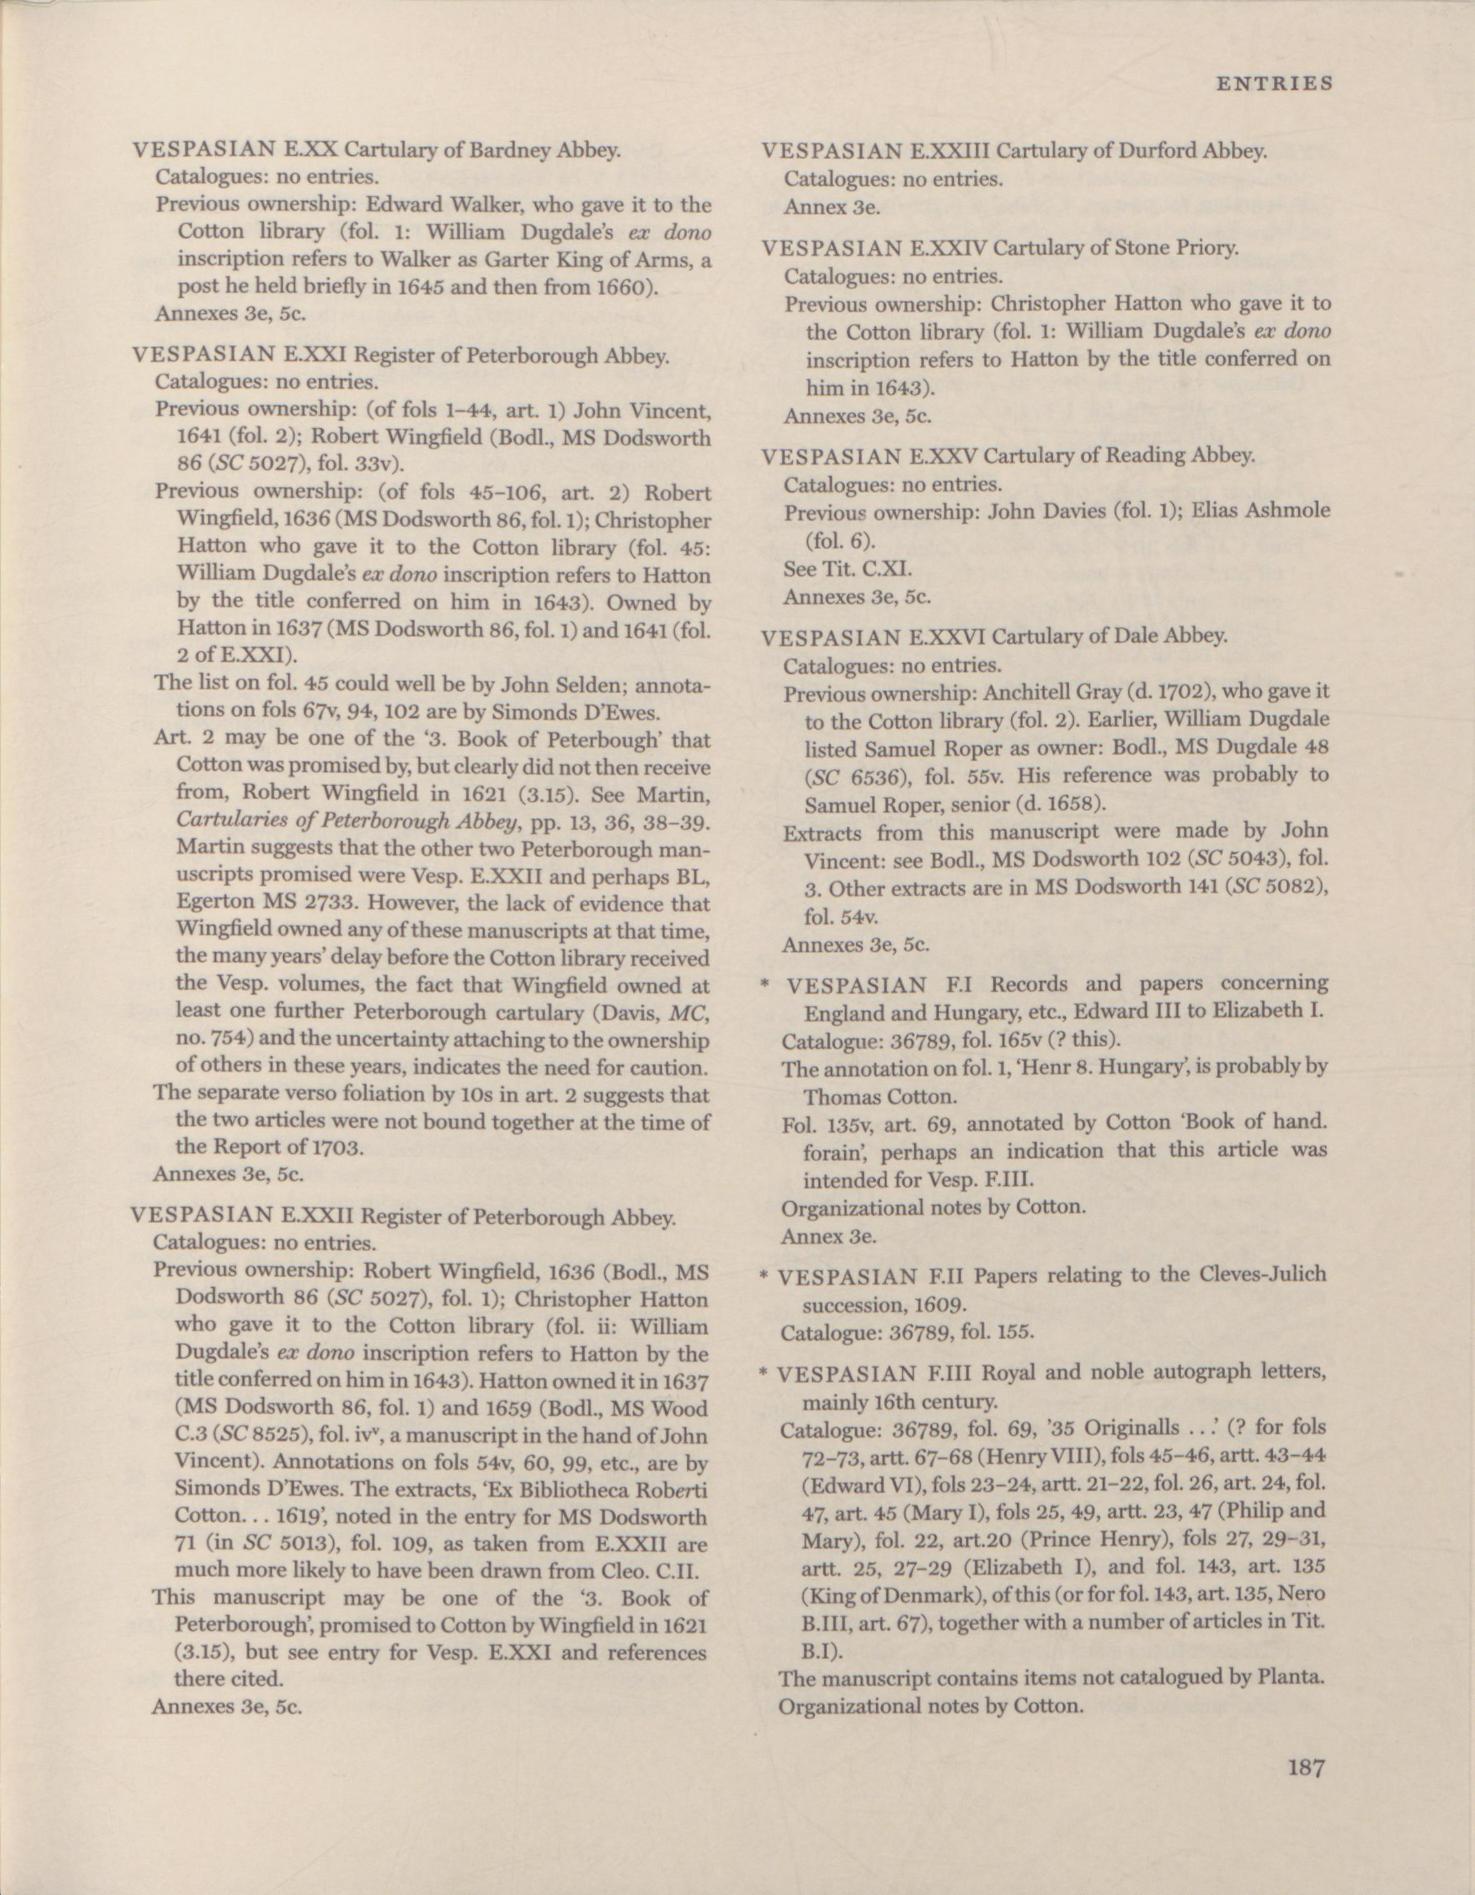 ENTRIES
VESPASIAN E.XX Cartulary of Bardney Abbey.
Catalogues: no entries.
Previous ownership: Edward Walker, who gave it to the
Cotton library (fol. 1: William Dugdale's ex dono
inscription refers to Walker as Garter King of Arms, a
post he held briefly in 1645 and then from 1660).
Annexes 3e, 5c.
VESPASIAN E.XXI Register of Peterborough Abbey.
Catalogues: no entries.
Previous ownership: (of fols 1–44, art. 1) John Vincent,
1641 (fol. 2); Robert Wingfield (Bodl., MS Dodsworth
86 (SC 5027), fol. 33v).
Previous ownership: (of fols 45–106, art. 2) Robert
Wingfield, 1636 (MS Dodsworth 86, fol. 1); Christopher
Hatton who gave it to the Cotton library (fol. 45:
William Dugdale's ex dono inscription refers to Hatton
by the title conferred on him in 1643). Owned by
Hatton in 1637 (MS Dodsworth 86, fol. 1) and 1641 (fol.
2 of E.XXI).
The list on fol. 45 could well be by John Selden; annota-
tions on fols 67v, 94, 102 are by Simonds D'Ewes.
Art. 2 may be one of the '3. Book of Peterbough' that
Cotton was promised by, but clearly did not then receive
from, Robert Wingfield in 1621 (3.15). See Martin,
Cartularies of Peterborough Abbey, pp. 13, 36, 38–39.
Martin suggests that the other two Peterborough man-
uscripts promised were Vesp. E.XXII and perhaps BL,
Egerton MS 2733. However, the lack of evidence that
Wingfield owned any of these manuscripts at that time,
the many years' delay before the Cotton library received
the Vesp. volumes, the fact that Wingfield owned at
least one further Peterborough cartulary (Davis, MC,
no. 754) and the uncertainty attaching to the ownership
of others in these years, indicates the need for caution.
The separate verso foliation by 10s in art. 2 suggests that
the two articles were not bound together at the time of
the Report of 1703.
Annexes 3e, 5c.
VESPASIAN E.XXII Register of Peterborough Abbey.
Catalogues: no entries.
Previous ownership: Robert Wingfield, 1636 (Bodl., MS
Dodsworth 86 (SC 5027), fol. 1); Christopher Hatton
who gave it to the Cotton library (fol. ii: William
Dugdale's ex dono inscription refers to Hatton by the
title conferred on him in 1643). Hatton owned it in 1637
(MS Dodsworth 86, fol. 1) and 1659 (Bodl., MS Wood
C.3 (SC 8525), fol. ivᵛ, a manuscript in the hand of John
Vincent). Annotations on fols 54v, 60, 99, etc., are by
Simonds D'Ewes. The extracts, 'Ex Bibliotheca Roberti
Cotton... 1619', noted in the entry for MS Dodsworth
71 (in SC 5013), fol. 109, as taken from E.XXII are
much more likely to have been drawn from Cleo. C.II.
This manuscript may be one of the '3. Book of
Peterborough', promised to Cotton by Wingfield in 1621
(3.15), but see entry for Vesp. E.XXI and references
there cited.
Annexes 3e, 5c.
VESPASIAN E.XXIII Cartulary of Durford Abbey.
Catalogues: no entries.
Annex 3e.
VESPASIAN E.XXIV Cartulary of Stone Priory.
Catalogues: no entries.
Previous ownership: Christopher Hatton who gave it to
the Cotton library (fol. 1: William Dugdale's ex dono
inscription refers to Hatton by the title conferred on
him in 1643).
Annexes 3e, 5c.
VESPASIAN E.XXV Cartulary of Reading Abbey.
Catalogues: no entries.
Previous ownership: John Davies (fol. 1); Elias Ashmole
(fol. 6).
See Tit. C.XI.
Annexes 3e, 5c.
VESPASIAN E.XXVI Cartulary of Dale Abbey.
Catalogues: no entries.
Previous ownership: Anchitell Gray (d. 1702), who gave it
to the Cotton library (fol. 2). Earlier, William Dugdale
listed Samuel Roper as owner: Bodl., MS Dugdale 48
(SC 6536), fol. 55v. His reference was probably to
Samuel Roper, senior (d. 1658).
Extracts from this manuscript were made by John
Vincent: see Bodl., MS Dodsworth 102 (SC 5043), fol.
3. Other extracts are in MS Dodsworth 141 (SC 5082),
fol. 54v.
Annexes 3e, 5c.
* VESPASIAN F.I Records and papers concerning
England and Hungary, etc., Edward III to Elizabeth I.
Catalogue: 36789, fol. 165v (? this).
The annotation on fol. 1, 'Henr 8. Hungary', is probably by
Thomas Cotton.
Fol. 135v, art. 69, annotated by Cotton 'Book of hand.
forain', perhaps an indication that this article was
intended for Vesp. F.III.
Organizational notes by Cotton.
Annex 3e.
* VESPASIAN F.II Papers relating to the Cleves-Julich
succession, 1609.
Catalogue: 36789, fol. 155.
* VESPASIAN F.III Royal and noble autograph letters,
mainly 16th century.
Catalogue: 36789, fol. 69, '35 Originalls ...' (? for fols
72–73, artt. 67–68 (Henry VIII), fols 45–46, artt. 43–44
(Edward VI), fols 23–24, artt. 21–22, fol. 26, art. 24, fol.
47, art. 45 (Mary I), fols 25, 49, artt. 23, 47 (Philip and
Mary), fol. 22, art.20 (Prince Henry), fols 27, 29–31,
artt. 25, 27–29 (Elizabeth I), and fol. 143, art. 135
(King of Denmark), of this (or for fol. 143, art. 135, Nero
B.III, art. 67), together with a number of articles in Tit.
B.I).
The manuscript contains items not catalogued by Planta.
Organizational notes by Cotton.
187